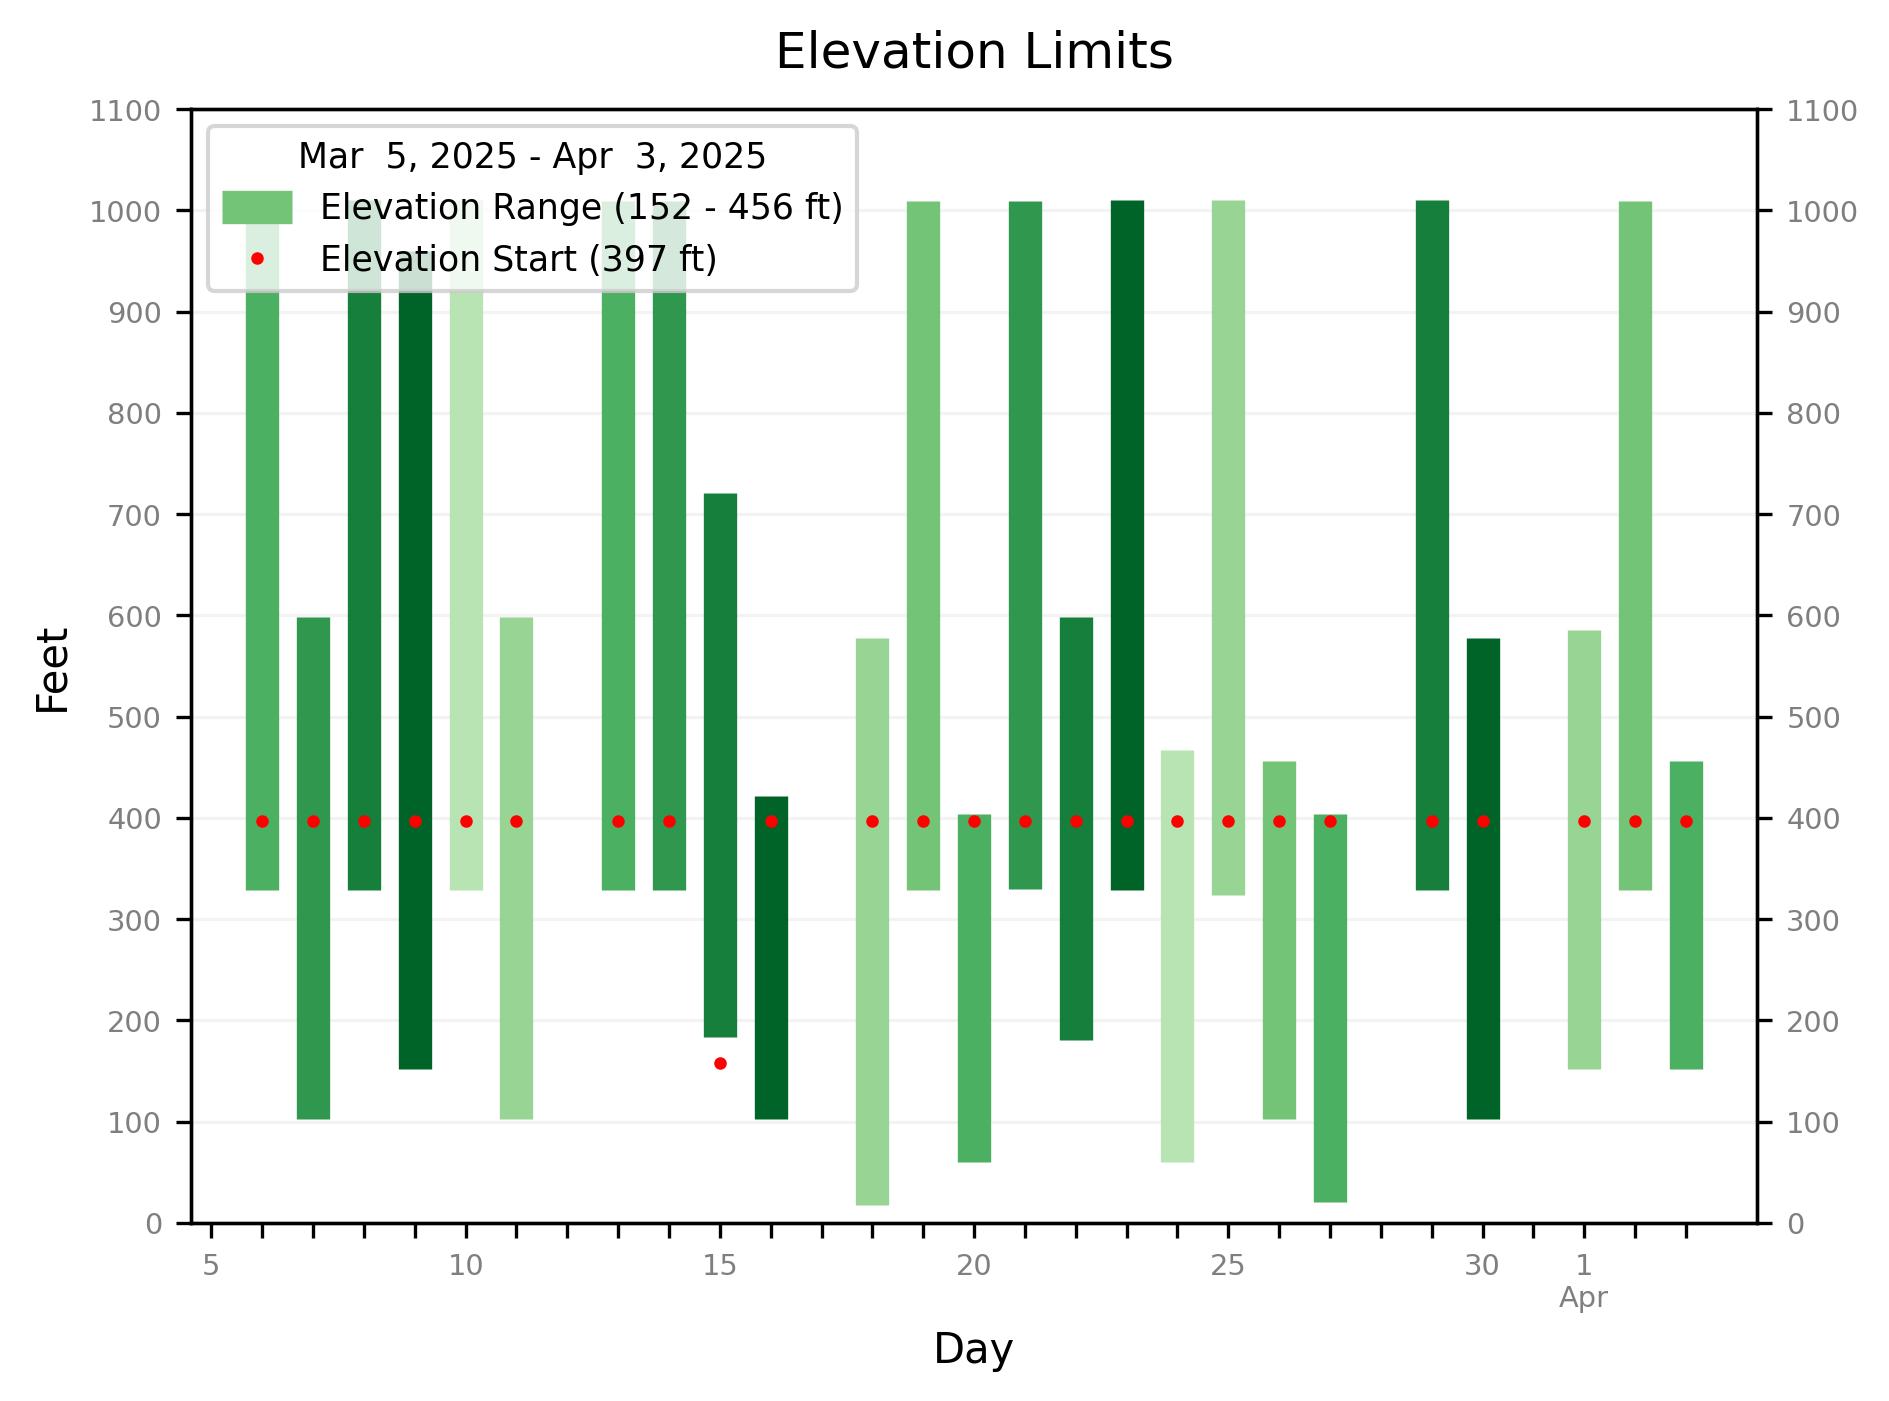 Elevation Limits
Mar  5, 2025 - Apr  3, 2025
Elevation Range (152 - 456 ft)
Elevation Start (397 ft)
1100 1100
1000 1000
900 900
800 800
700 700
600 600
500 500
400 400
300 300
200 200
100 100
0 0
Feet
5 10 15 20 25 30 1
Apr
Day